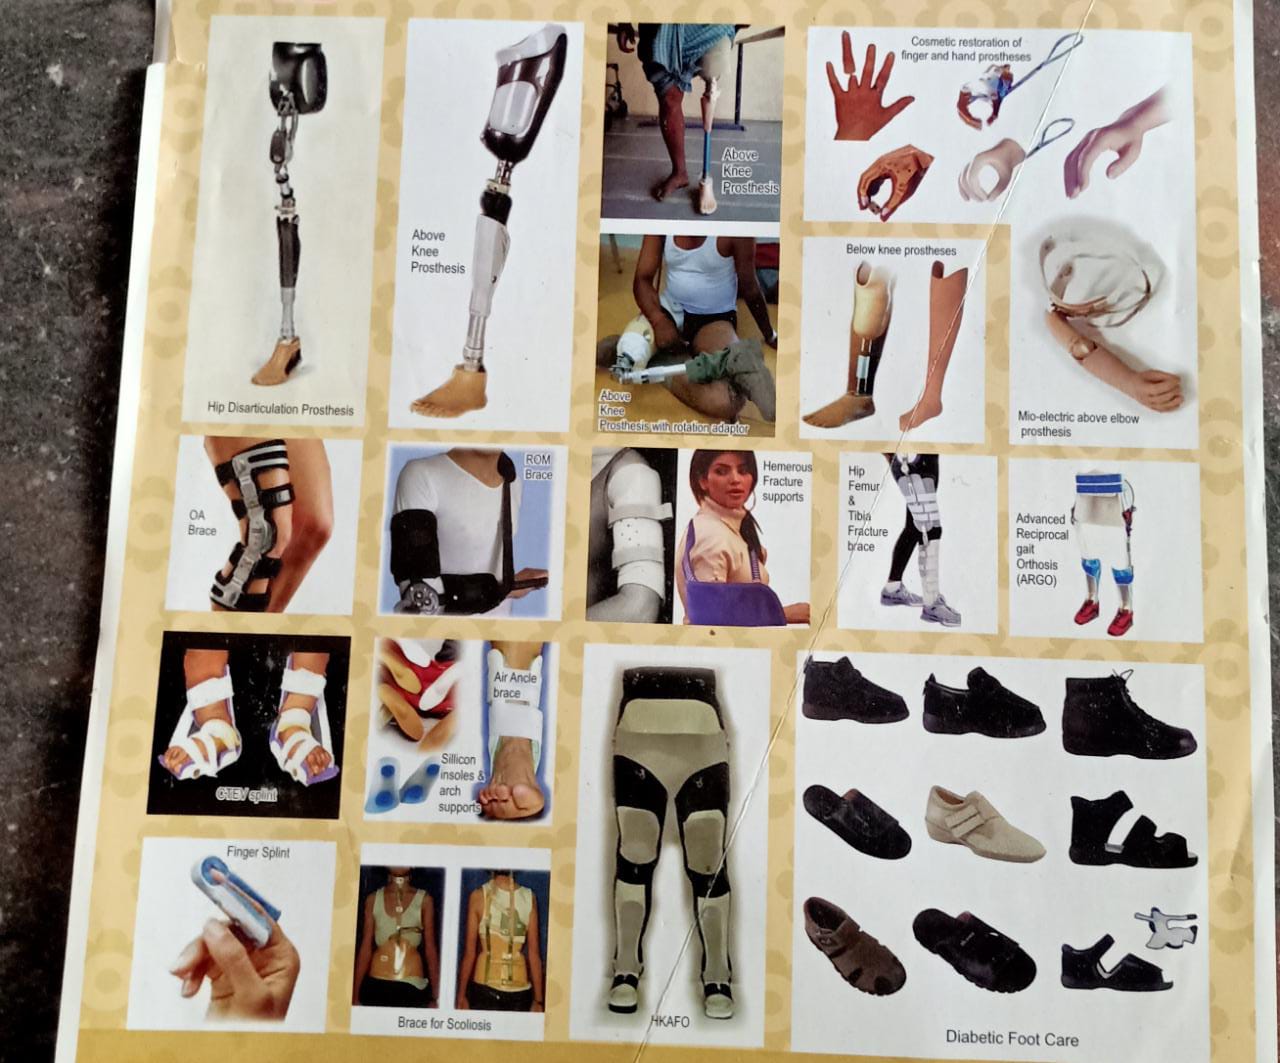 Hip Disarticulation Prosthesis
Above
Knee
Prosthesis
Above
Knee
Prosthesis
Above
Knee
Prosthesis with rotation adaptor
Cosmetic restoration of
finger and hand prostheses
Below knee prostheses
Mio-electric above elbow
prosthesis
OA
Brace
ROM
Brace
Hemerous
Fracture
supports
Hip
Femur
&
Tibia
Fracture
brace
Advanced
Reciprocal
gait
Orthosis
(ARGO)
CTEV splint
Air Ancle
brace
Sillicon
insoles &
arch
supports
Finger Splint
Brace for Scoliosis
HKAFO
Diabetic Foot Care